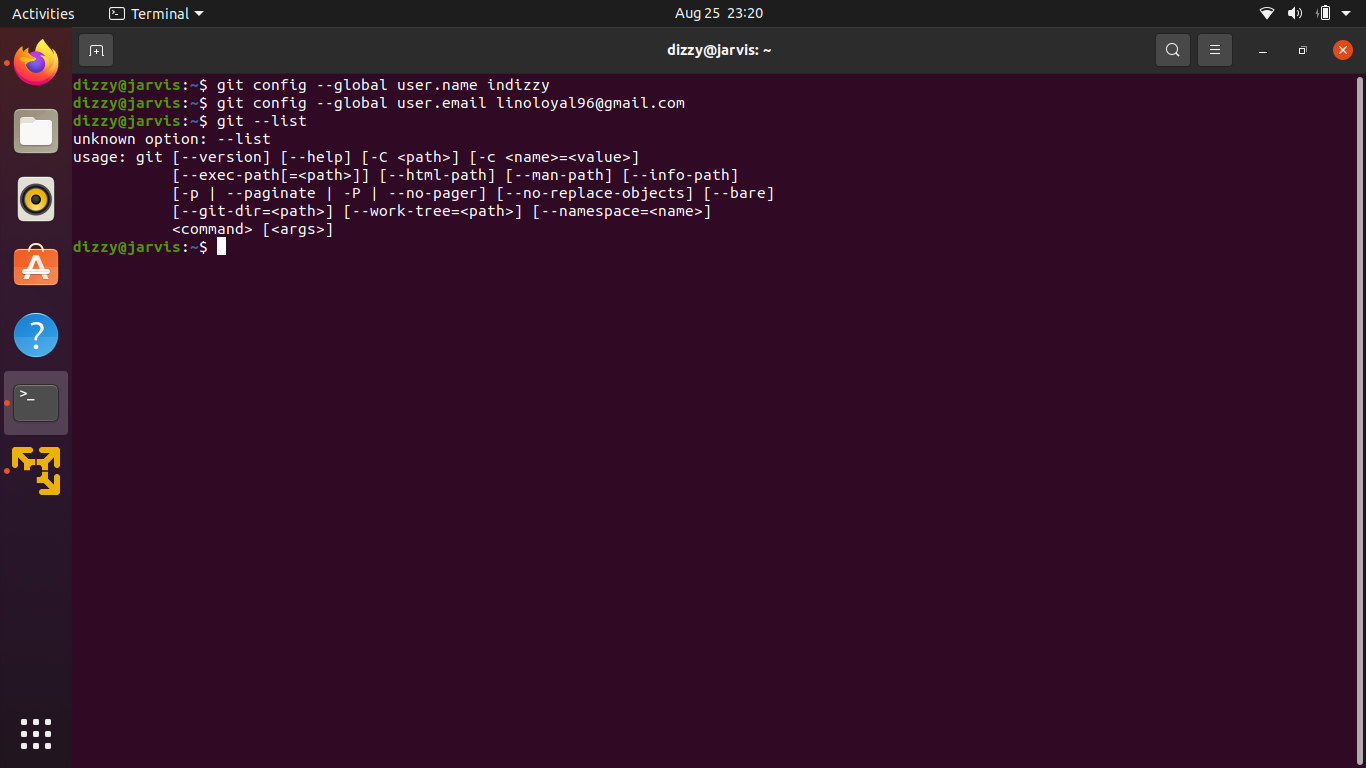 Activities
Terminal
Aug 25 23:20
dizzy@jarvis: ~
dizzy@jarvis:~$ git config --global user.name indizzy
dizzy@jarvis:~$ git config --global user.email linoloyal96@gmail.com
dizzy@jarvis:~$ git --list
unknown option: --list
usage: git [--version] [--help] [-C <path>] [-c <name>=<value>]
           [--exec-path[=<path>]] [--html-path] [--man-path] [--info-path]
           [-p | --paginate | -P | --no-pager] [--no-replace-objects] [--bare]
           [--git-dir=<path>] [--work-tree=<path>] [--namespace=<name>]
           <command> [<args>]
dizzy@jarvis:~$